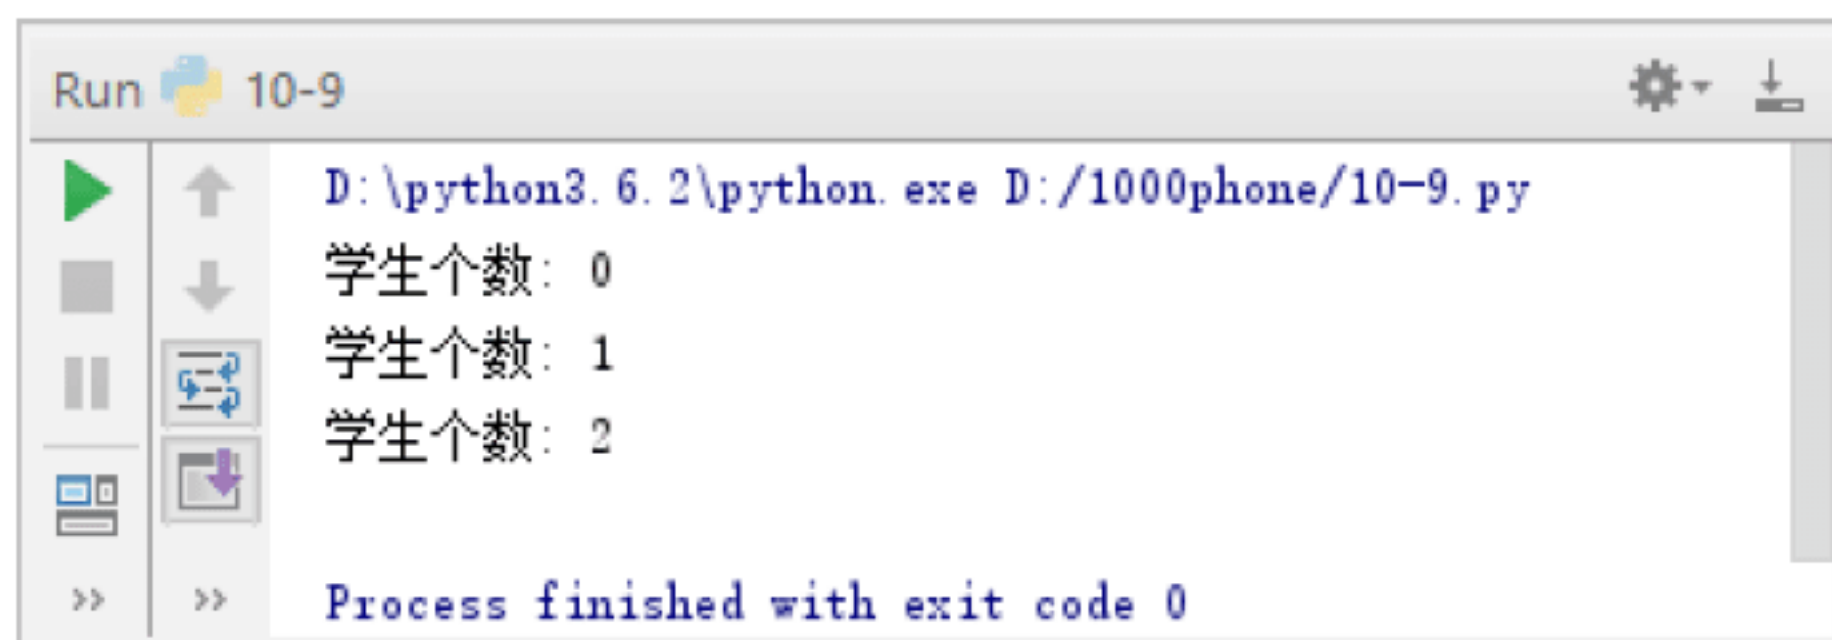 Run 10-9
D:\python3.6.2\python.exe D:/1000phone/10-9.py
学生个数: 0
学生个数: 1
学生个数: 2
Process finished with exit code 0